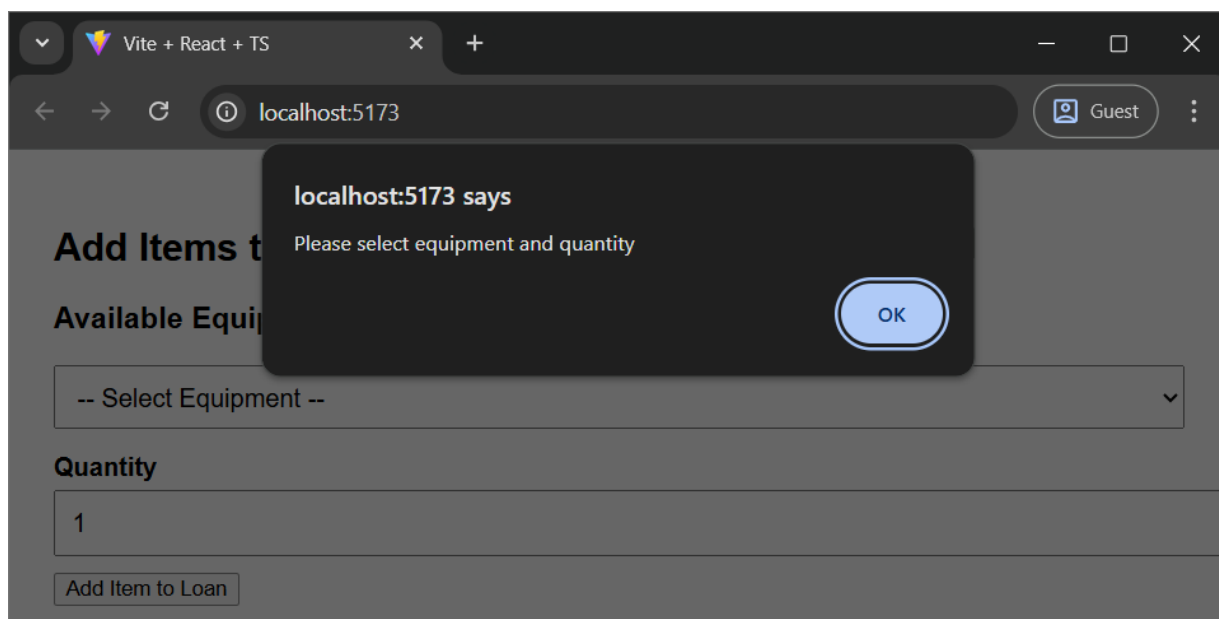 Vite + React + TS
localhost:5173
Guest
localhost:5173 says
Please select equipment and quantity
OK
Add Items t
Available Equi
-- Select Equipment --
Quantity
1
Add Item to Loan